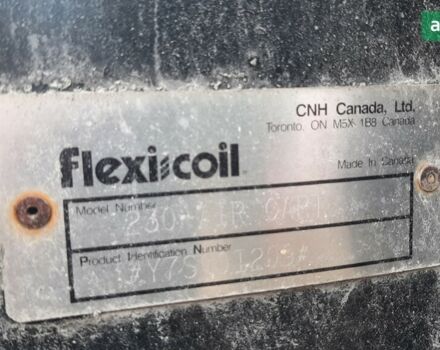 CNH Canada, Ltd.
Toronto, ON M5X 1B8 Canada
flexi-coil
Made In Canada
Model Number
Product Identification Number